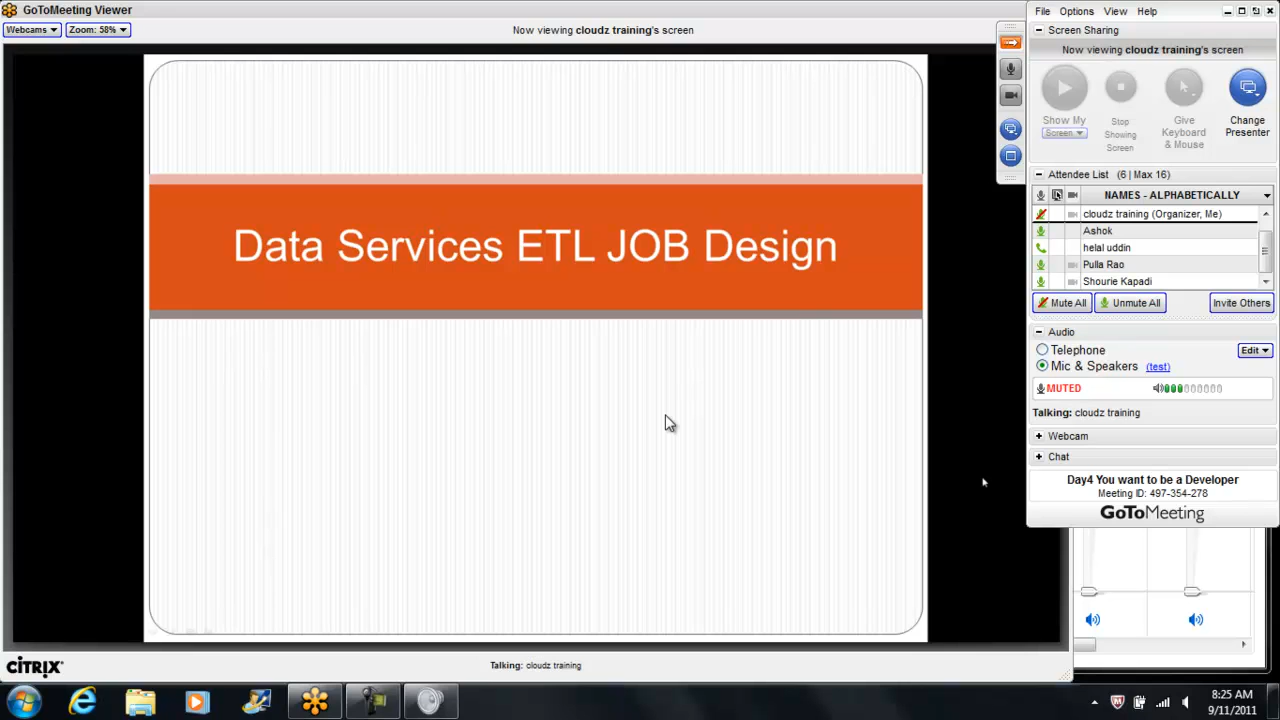 GoToMeeting Viewer
Webcams
Zoom: 58%
Now viewing cloudz training's screen
Data Services ETL JOB Design
CITRIX
Talking: cloudz training
File Options View Help
Screen Sharing
Now viewing cloudz training's screen
Show My
Screen
Stop
Showing
Screen
Give
Keyboard
& Mouse
Change
Presenter
Attendee List (6 | Max 16)
NAMES - ALPHABETICALLY
cloudz training (Organizer, Me)
Ashok
helal uddin
Pulla Rao
Shourie Kapadi
Mute All
Unmute All
Invite Others
Audio
Telephone
Edit
Mic & Speakers (test)
MUTED
Talking: cloudz training
Webcam
Chat
Day4 You want to be a Developer
Meeting ID: 497-354-278
GoToMeeting
8:25 AM
9/11/2011